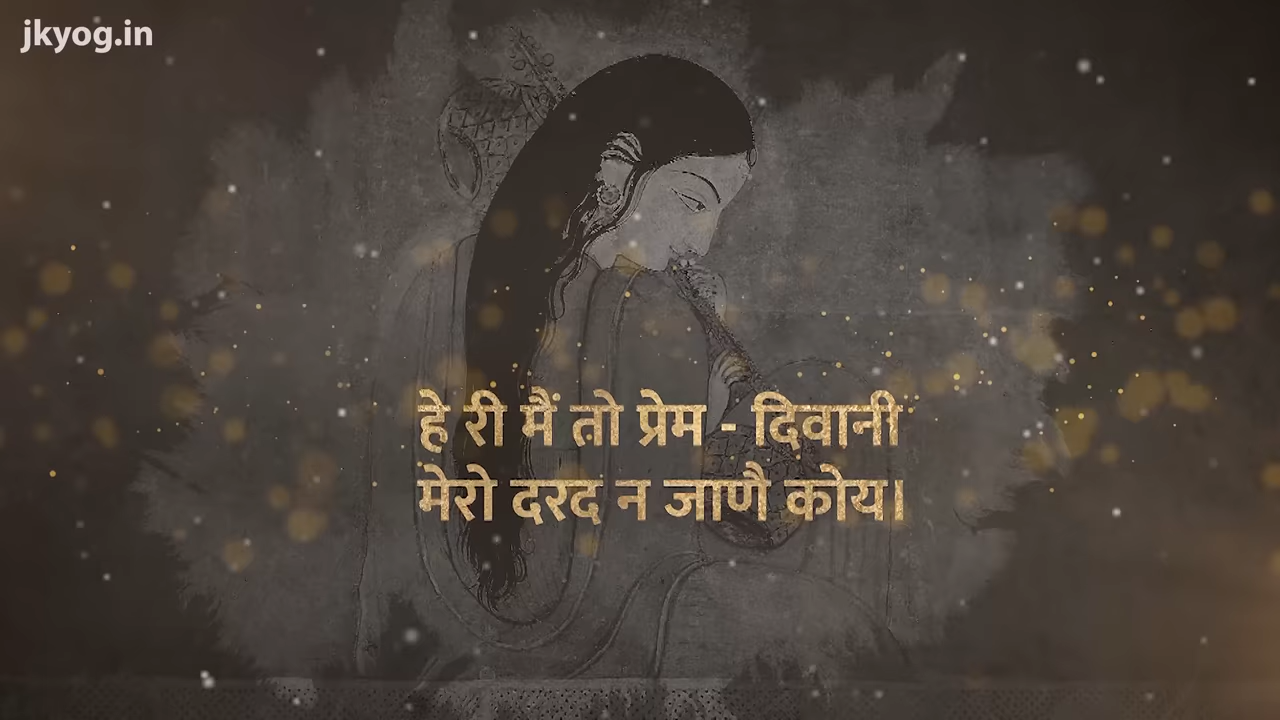 jkyog.in
हे री मैं तो प्रेम - दिवानी
मेरो दरद न जाणै कोय।